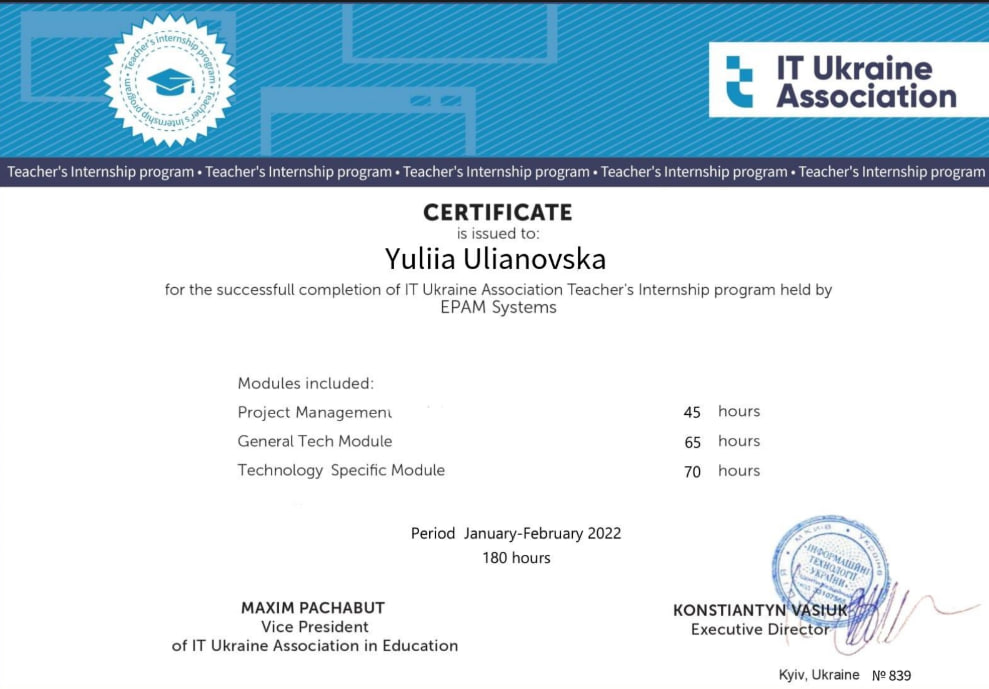 Teacher's internship program • Teacher's internship program •
IT Ukraine
Association
Teacher's Internship program • Teacher's Internship program • Teacher's Internship program • Teacher's Internship program • Teacher's Internship program
CERTIFICATE
is issued to:
Yuliia Ulianovska
for the successfull completion of IT Ukraine Association Teacher's Internship program held by
EPAM Systems
Modules included:
Project Management 45 hours
General Tech Module 65 hours
Technology Specific Module 70 hours
Period January-February 2022
180 hours
УКРАЇНА
ІНФОРМАЦІЙНІ
ТЕХНОЛОГІЇ
УКРАЇНИ
MAXIM PACHABUT
Vice President
of IT Ukraine Association in Education
KONSTIANTYN VASIUK
Executive Director
Kyiv, Ukraine № 839